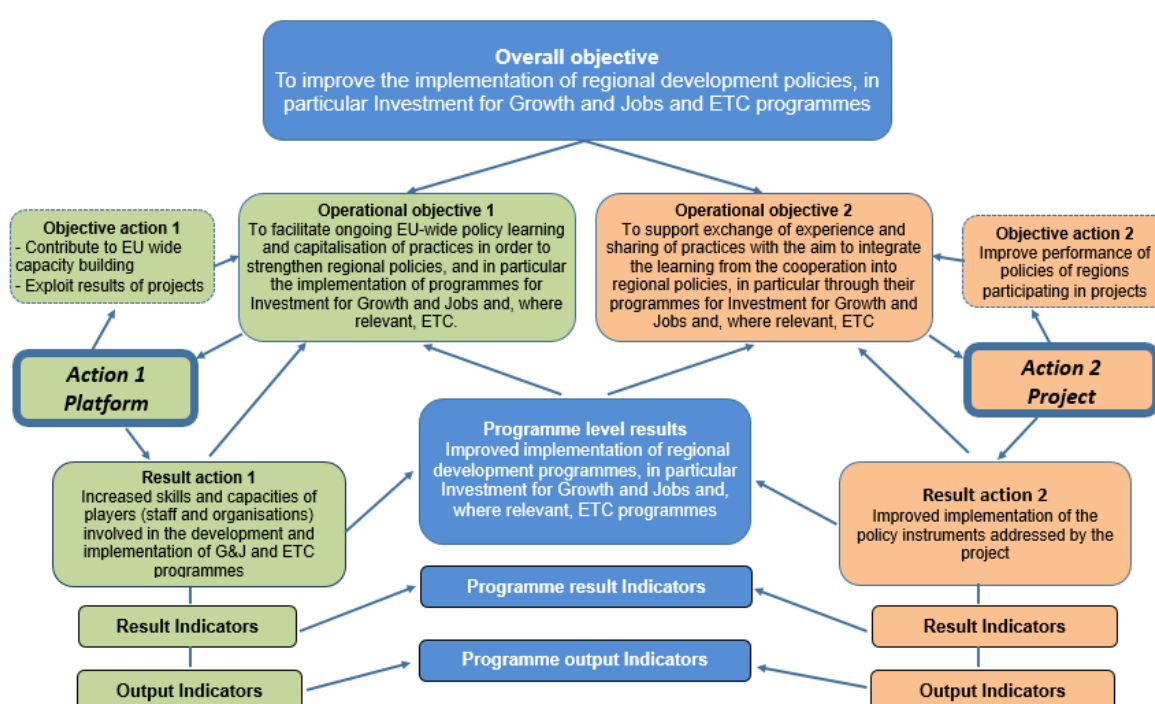 Overall objective
To improve the implementation of regional development policies, in
particular Investment for Growth and Jobs and ETC programmes
Objective action 1
- Contribute to EU wide
capacity building
- Exploit results of projects
Operational objective 1
To facilitate ongoing EU-wide policy learning
and capitalisation of practices in order to
strengthen regional policies, and in particular
the implementation of programmes for
Investment for Growth and Jobs and, where
relevant, ETC.
Operational objective 2
To support exchange of experience and
sharing of practices with the aim to integrate
the learning from the cooperation into
regional policies, in particular through their
programmes for Investment for Growth and
Jobs and, where relevant, ETC
Objective action 2
Improve performance of
policies of regions
participating in projects
Action 1
Platform
Action 2
Project
Programme level results
Improved implementation of regional
development programmes, in particular
Investment for Growth and Jobs and,
where relevant, ETC programmes
Result action 1
Increased skills and capacities of
players (staff and organisations)
involved in the development and
implementation of G&J and ETC
programmes
Result action 2
Improved implementation of the
policy instruments addressed by the
project
Programme result Indicators
Result Indicators
Result Indicators
Programme output Indicators
Output Indicators
Output Indicators